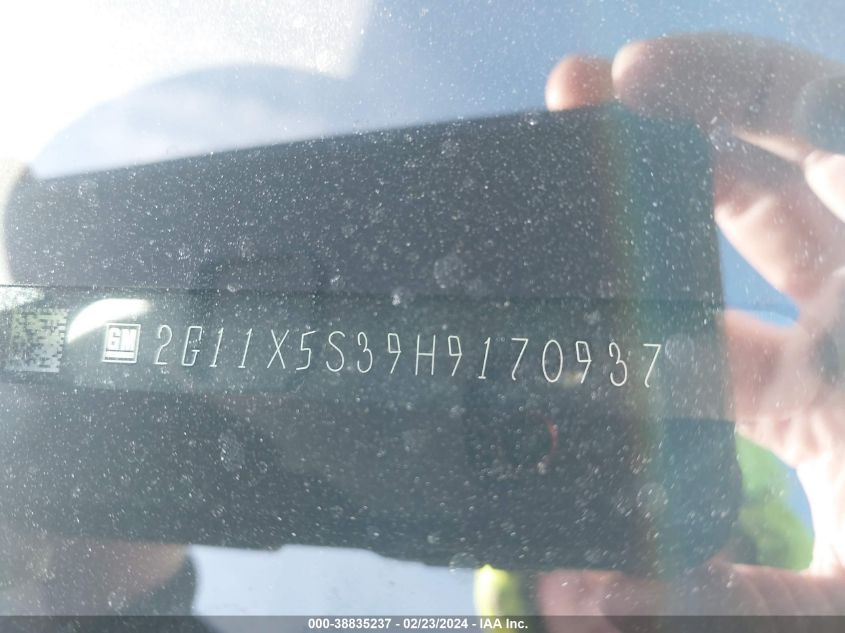 GM 2G11X5S39H9170937
000-38835237 - 02/23/2024 - IAA Inc.